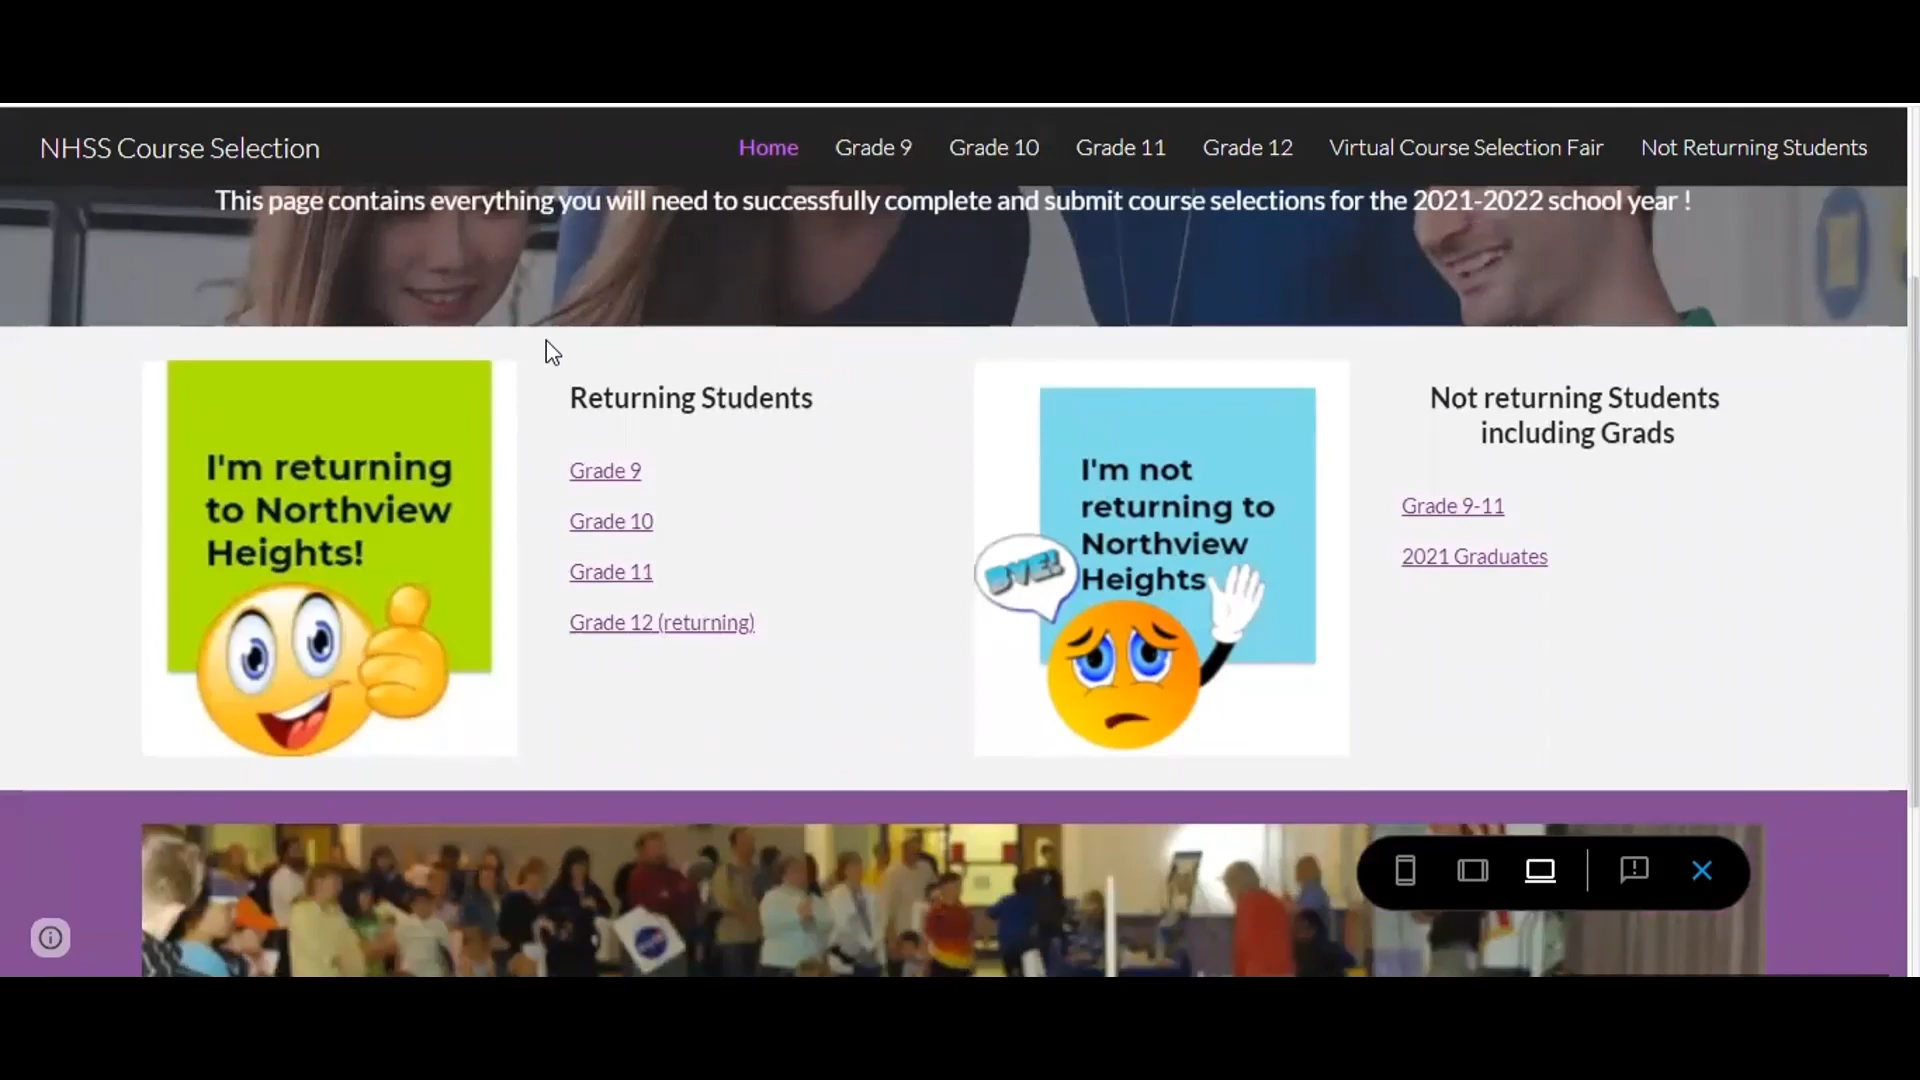 NHSS Course Selection
Home Grade 9 Grade 10 Grade 11 Grade 12 Virtual Course Selection Fair Not Returning Students
This page contains everything you will need to successfully complete and submit course selections for the 2021-2022 school year !
I'm returning
to Northview
Heights!
Returning Students
Grade 9
Grade 10
Grade 11
Grade 12 (returning)
I'm not
returning to
Northview
Heights
BYE!
Not returning Students
including Grads
Grade 9-11
2021 Graduates